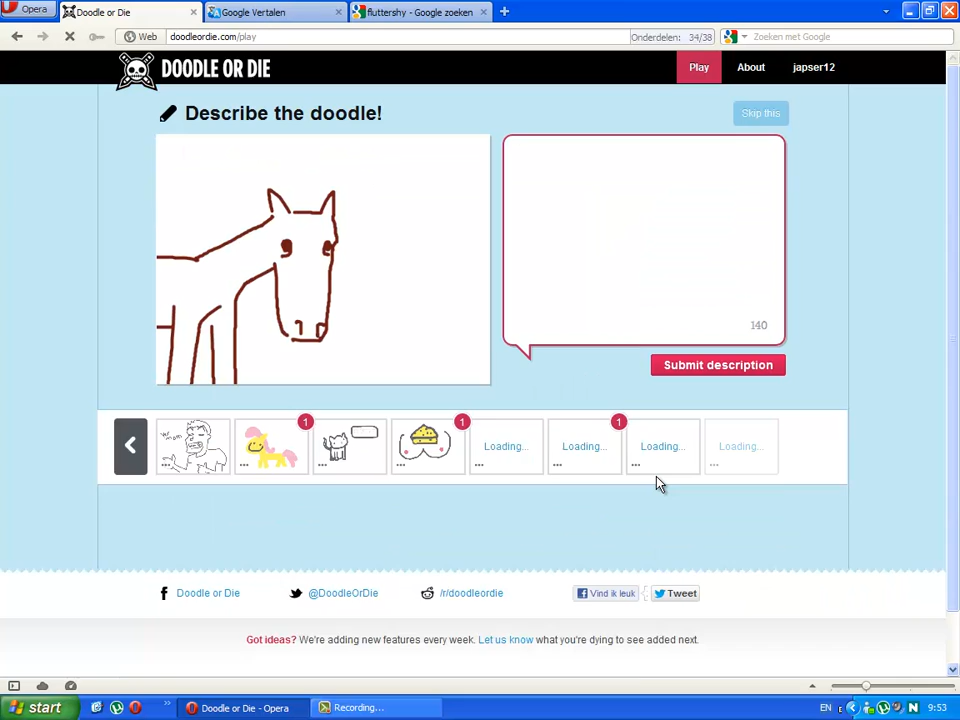 Opera
Doodle or Die
Google Vertalen
fluttershy - Google zoeken
Web
doodleordie.com/play
Onderdelen: 34/38
Zoeken met Google
DOODLE OR DIE
Play
About
japser12
Describe the doodle!
Skip this
140
Submit description
1
1
1
Loading...
Loading...
Loading...
Loading...
...
...
...
...
...
...
...
...
Doodle or Die
@DoodleOrDie
/r/doodleordie
Vind ik leuk
Tweet
Got ideas? We're adding new features every week. Let us know what you're dying to see added next.
start
Doodle or Die - Opera
Recording...
EN
9:53